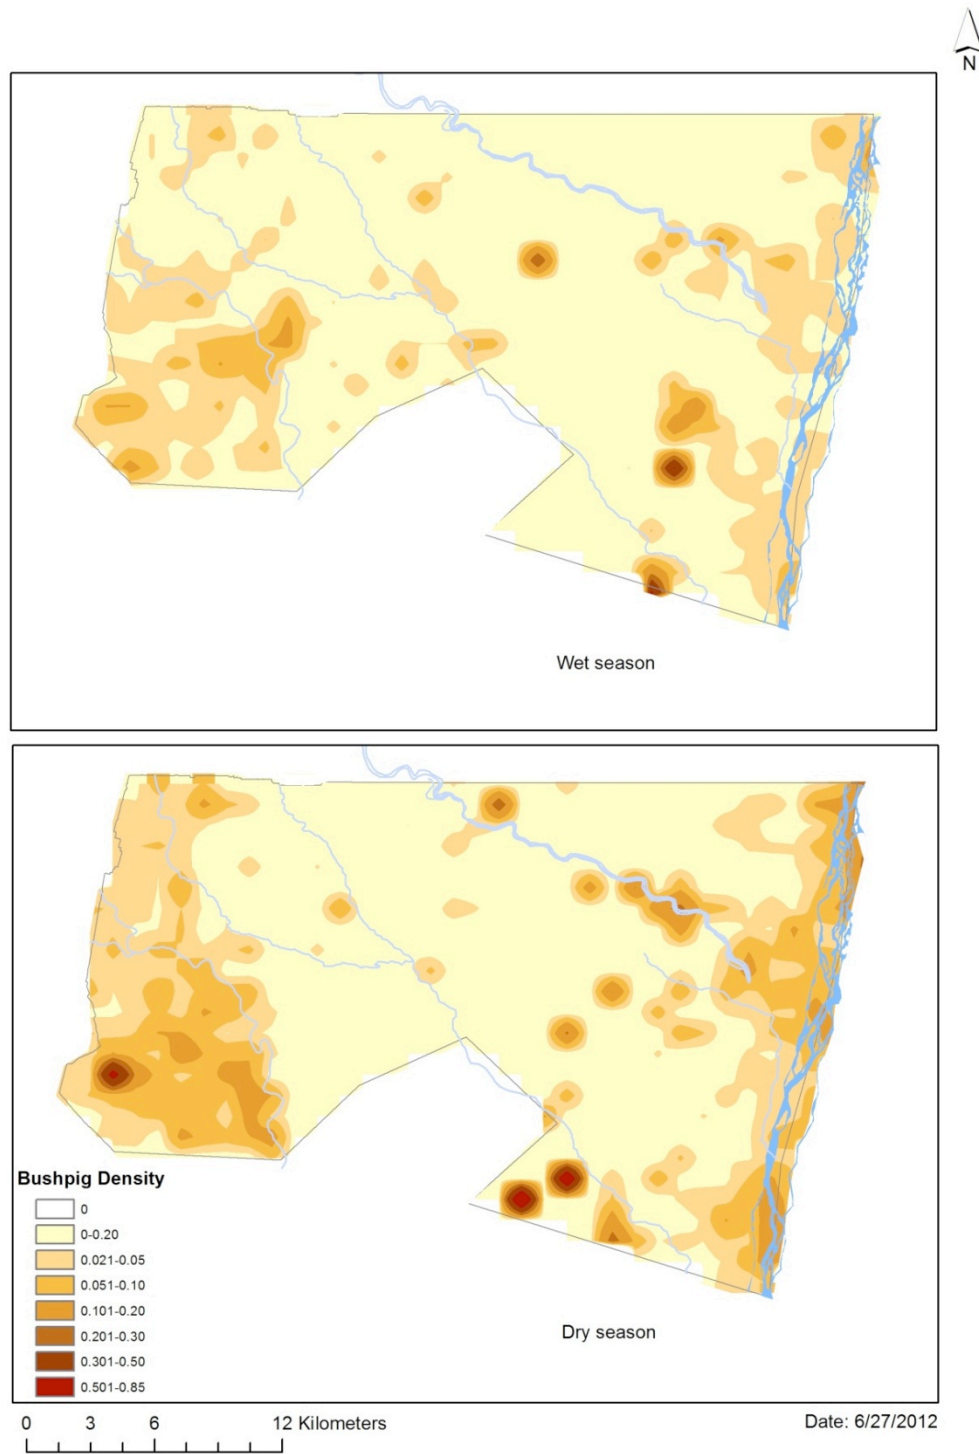 N
Wet season
Bushpig Density
0
0-0.20
0.021-0.05
0.051-0.10
0.101-0.20
0.201-0.30
0.301-0.50
0.501-0.85
Dry season
0 3 6 12 Kilometers
Date: 6/27/2012